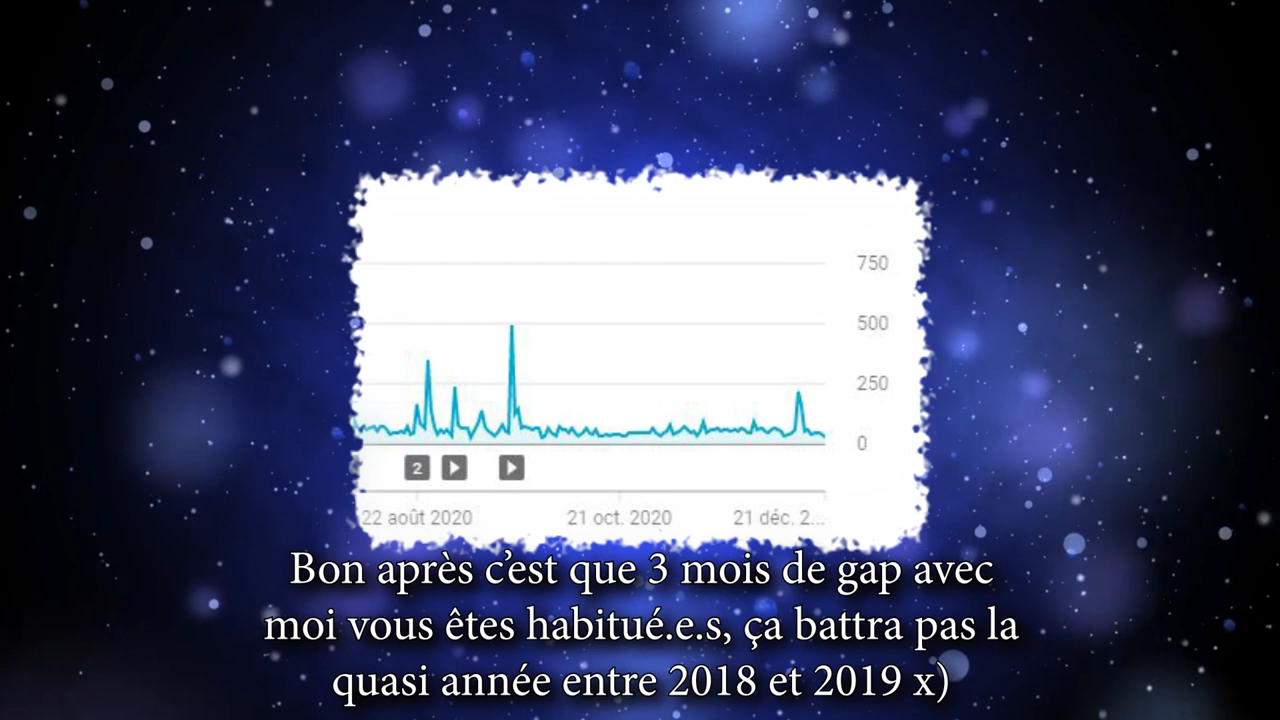 750
500
250
0
2
22 août 2020 21 oct. 2020 21 déc. 2...
Bon après c'est que 3 mois de gap avec
moi vous êtes habitué.e.s, ça battra pas la
quasi année entre 2018 et 2019 x)